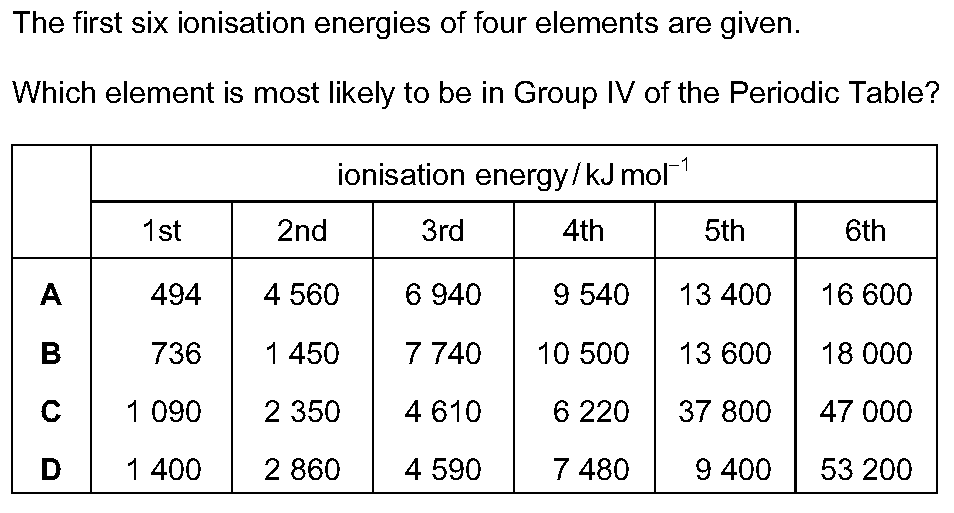 The first six ionisation energies of four elements are given.
Which element is most likely to be in Group IV of the Periodic Table?
ionisation energy / kJ mol⁻¹
1st 2nd 3rd 4th 5th 6th
A 494 4 560 6 940 9 540 13 400 16 600
B 736 1 450 7 740 10 500 13 600 18 000
C 1 090 2 350 4 610 6 220 37 800 47 000
D 1 400 2 860 4 590 7 480 9 400 53 200